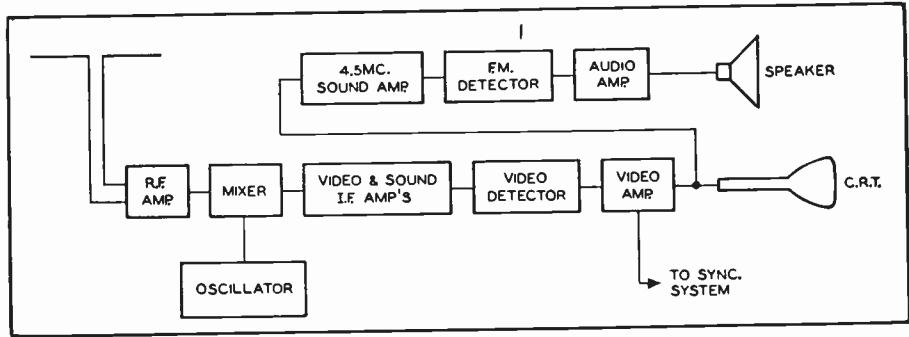 4.5MC.
SOUND AMP.
F.M.
DETECTOR
AUDIO
AMP.
SPEAKER
R.F.
AMP.
MIXER
VIDEO & SOUND
I.F. AMP'S
VIDEO
DETECTOR
VIDEO
AMP.
C.R.T.
OSCILLATOR
TO SYNC.
SYSTEM